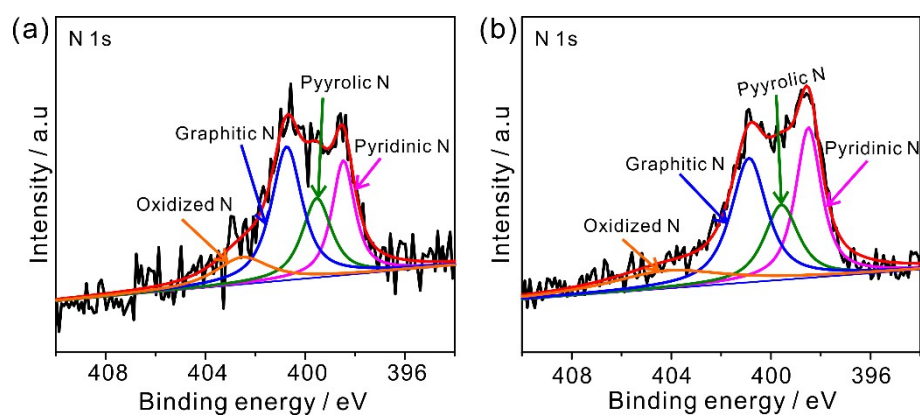 (a)
N 1s
Pyyrolic N
Graphitic N
Pyridinic N
Oxidized N
Intensity / a.u
408
404
400
396
Binding energy / eV
(b)
N 1s
Pyyrolic N
Graphitic N
Pyridinic N
Oxidized N
Intensity / a.u
408
404
400
396
Binding energy / eV